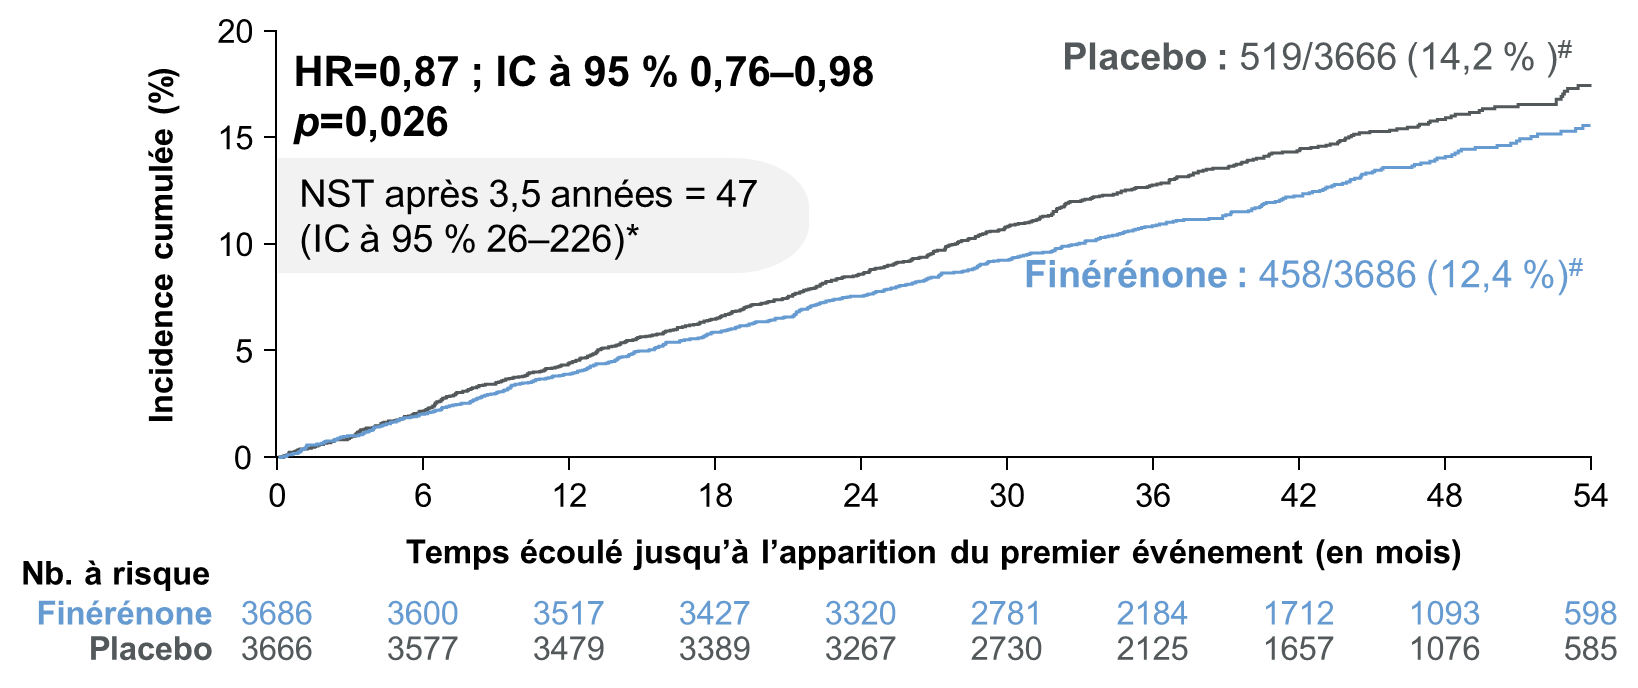 20
15
10
5
0
Incidence cumulée (%)
HR=0,87 ; IC à 95 % 0,76–0,98
p=0,026
NST après 3,5 années = 47
(IC à 95 % 26–226)*
Placebo : 519/3666 (14,2 % )#
Finérénone : 458/3686 (12,4 %)#
0 6 12 18 24 30 36 42 48 54
Temps écoulé jusqu’à l’apparition du premier événement (en mois)
Nb. à risque
Finérénone 3686 3600 3517 3427 3320 2781 2184 1712 1093 598
Placebo 3666 3577 3479 3389 3267 2730 2125 1657 1076 585